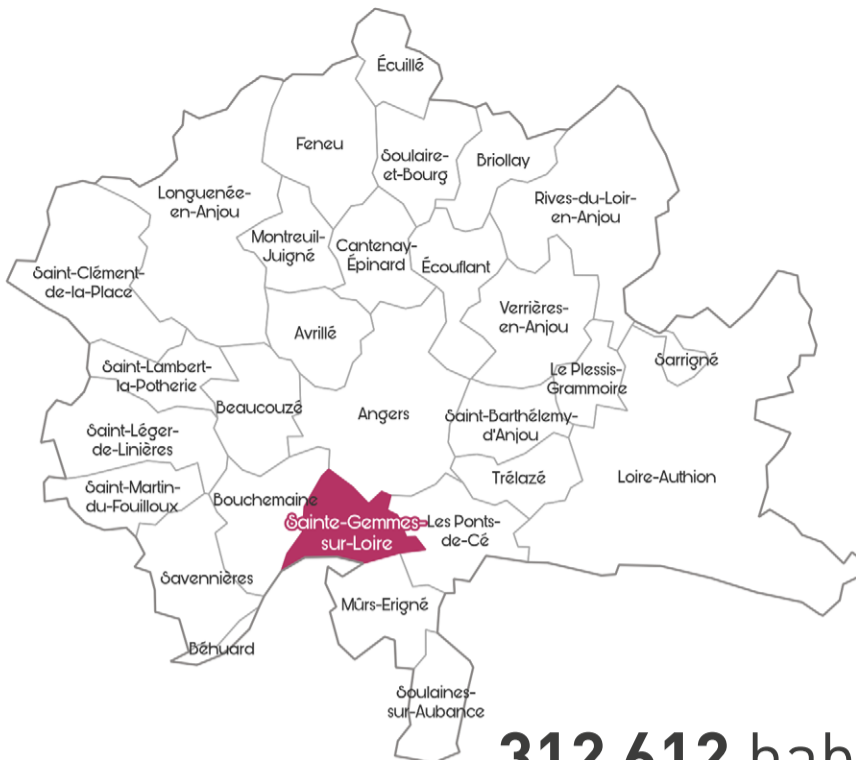 Écuillé
Feneu
Soulaire-
et-Bourg
Briollay
Longuenée-
en-Anjou
Rives-du-Loir-
en-Anjou
Montreuil-
Juigné
Cantenay-
Épinard
Écouflant
Saint-Clément-
de-la-Place
Verrières-
en-Anjou
Avrillé
Sarrigné
Saint-Lambert-
la-Potherie
Le Plessis-
Grammoire
Beaucouzé
Angers
Saint-Barthélemy-
d'Anjou
Saint-Léger-
de-Linières
Trélazé
Loire-Authion
Saint-Martin-
du-Fouilloux
Bouchemaine
Sainte-Gemmes-
sur-Loire
Les Ponts-
de-Cé
Savennières
Mûrs-Erigné
Béhuard
Soulaines-
sur-Aubance
312 612 hab